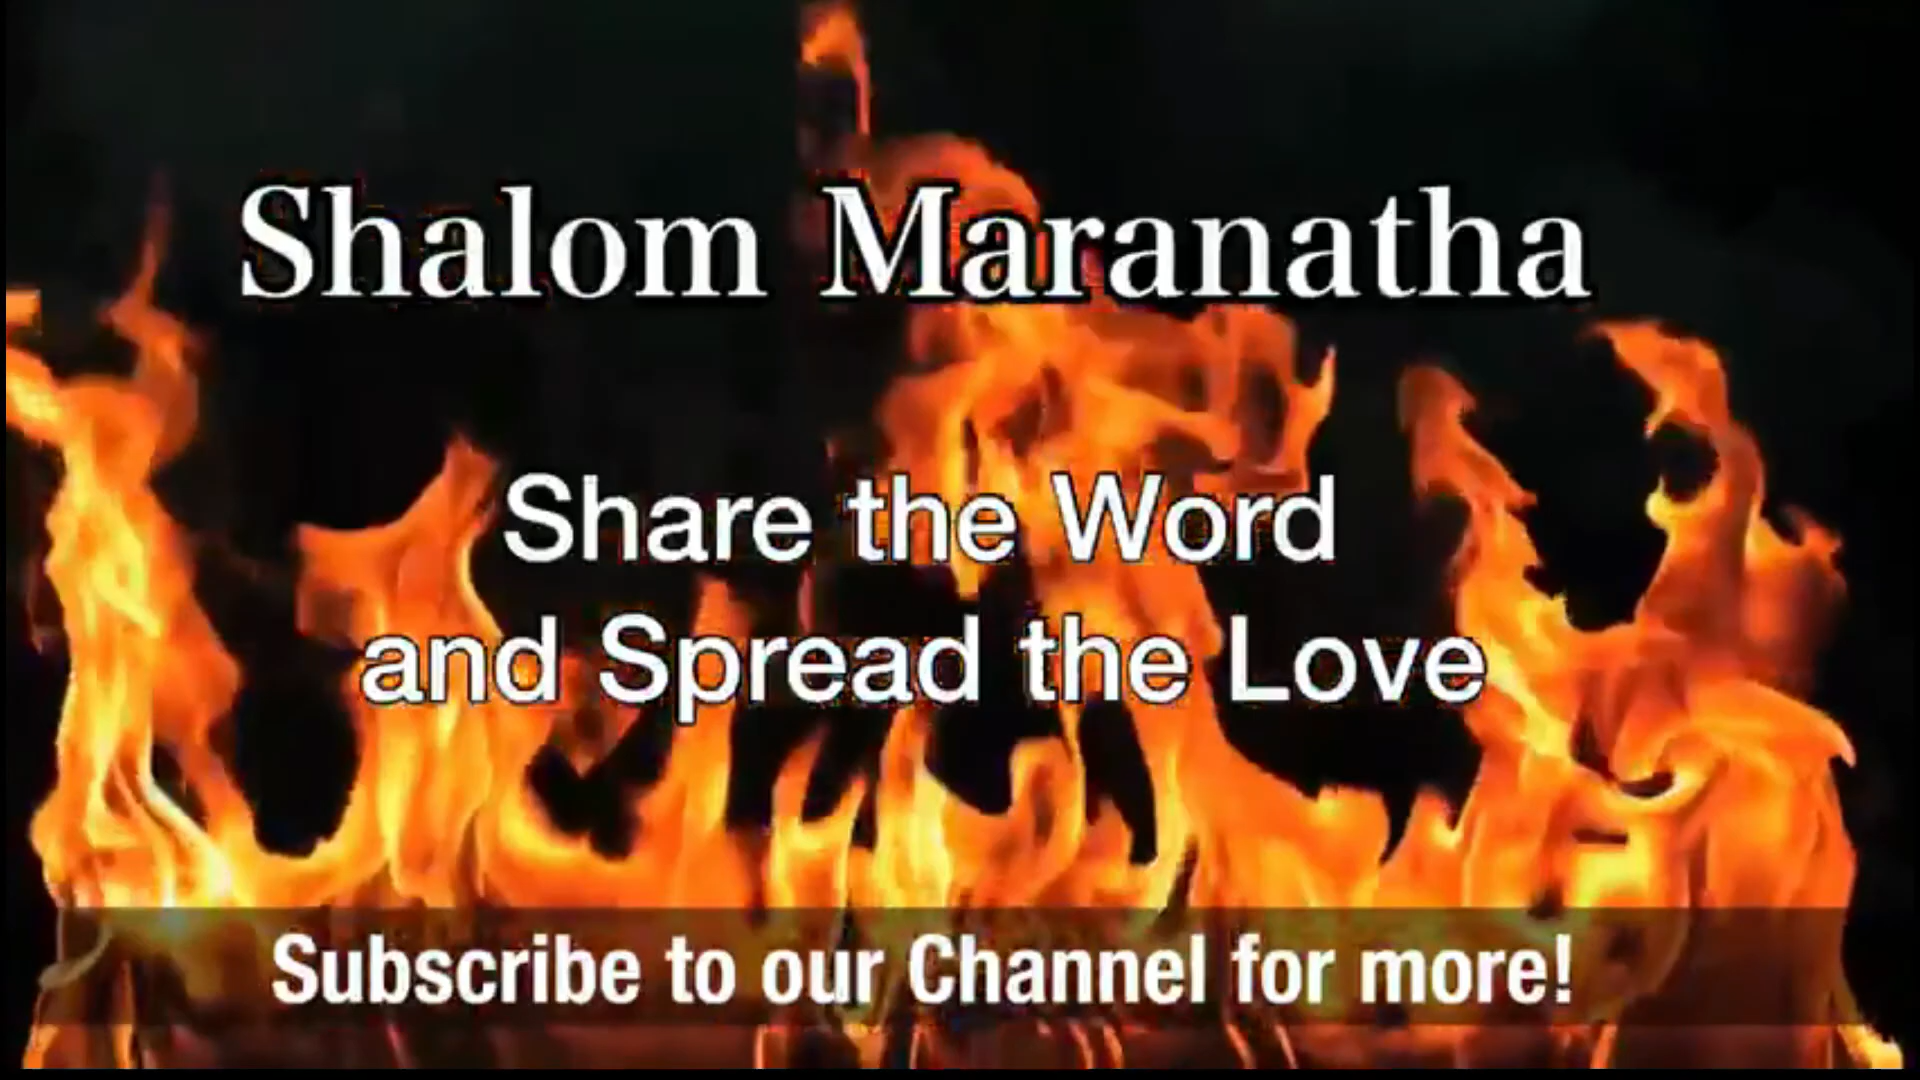 Shalom Maranatha
Share the Word
and Spread the Love
Subscribe to our Channel for more!